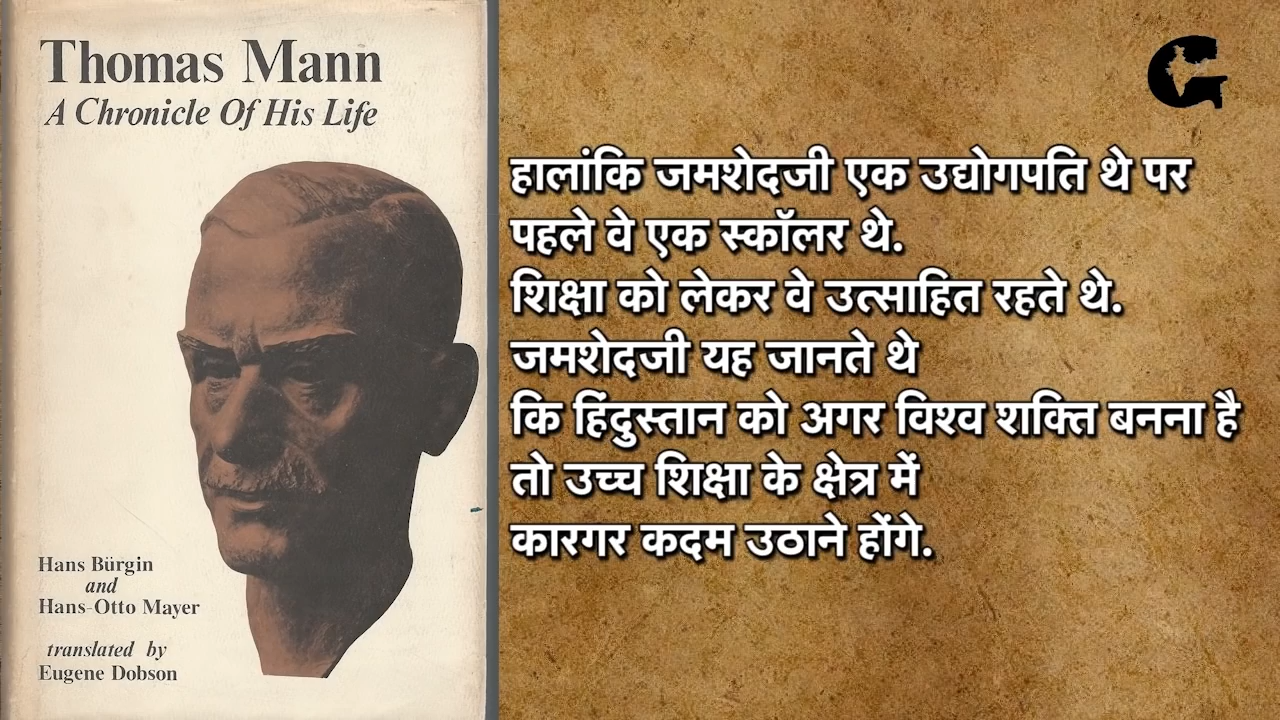 Thomas Mann
A Chronicle Of His Life
Hans Bürgin
and
Hans-Otto Mayer
translated by
Eugene Dobson
हालांकि जमशेदजी एक उद्योगपति थे पर
पहले वे एक स्कॉलर थे.
शिक्षा को लेकर वे उत्साहित रहते थे.
जमशेदजी यह जानते थे
कि हिंदुस्तान को अगर विश्व शक्ति बनना है
तो उच्च शिक्षा के क्षेत्र में
कारगर कदम उठाने होंगे.